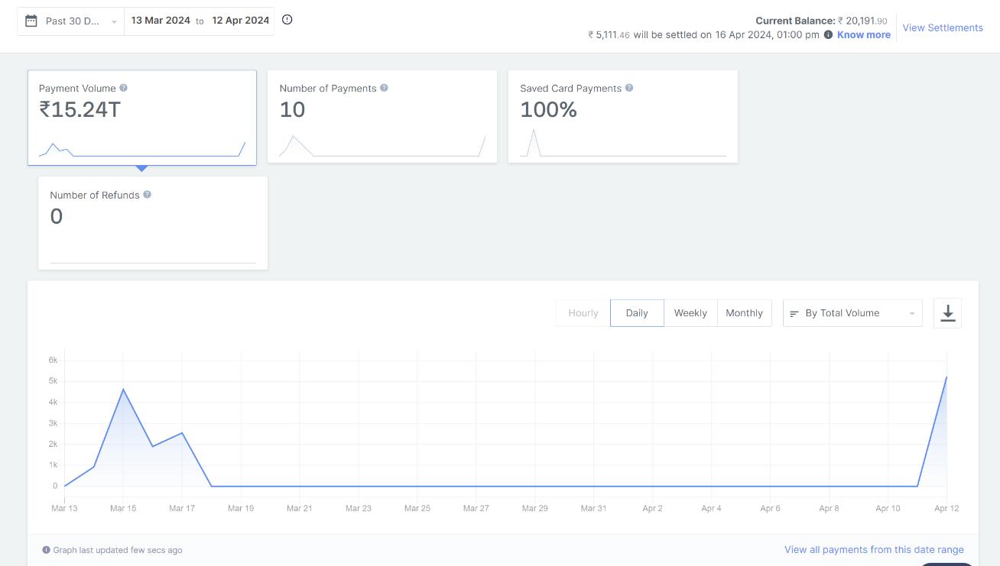 Past 30 D... 13 Mar 2024 to 12 Apr 2024
Current Balance: ₹ 20,191.90
₹ 5,111.46 will be settled on 16 Apr 2024, 01:00 pm Know more
View Settlements
Payment Volume
₹15.24T
Number of Payments
10
Saved Card Payments
100%
Number of Refunds
0
Hourly Daily Weekly Monthly By Total Volume
6k
5k
4k
3k
2k
1k
0
Mar 13 Mar 15 Mar 17 Mar 19 Mar 21 Mar 23 Mar 25 Mar 27 Mar 29 Mar 31 Apr 2 Apr 4 Apr 6 Apr 8 Apr 10 Apr 12
Graph last updated few secs ago
View all payments from this date range